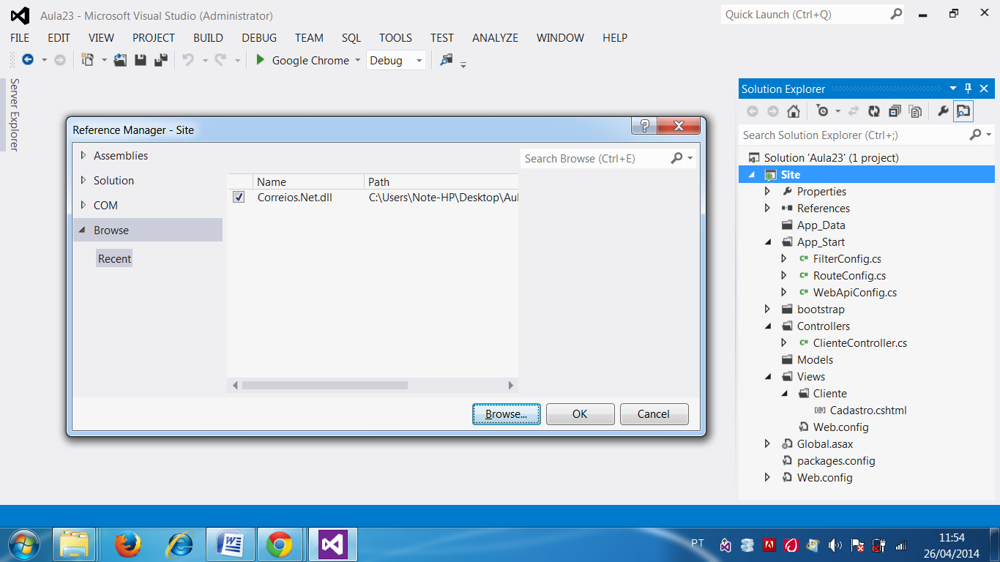 Aula23 - Microsoft Visual Studio (Administrator)
Quick Launch (Ctrl+Q)
FILE EDIT VIEW PROJECT BUILD DEBUG TEAM SQL TOOLS TEST ANALYZE WINDOW HELP
Google Chrome Debug
Server Explorer
Reference Manager - Site
Assemblies
Solution
COM
Browse
Recent
Search Browse (Ctrl+E)
Name Path
Correios.Net.dll C:\Users\Note-HP\Desktop\Aul
Browse... OK Cancel
Solution Explorer
Search Solution Explorer (Ctrl+;)
Solution 'Aula23' (1 project)
Site
Properties
References
App_Data
App_Start
FilterConfig.cs
RouteConfig.cs
WebApiConfig.cs
bootstrap
Controllers
ClienteController.cs
Models
Views
Cliente
Cadastro.cshtml
Web.config
Global.asax
packages.config
Web.config
PT
11:54
26/04/2014